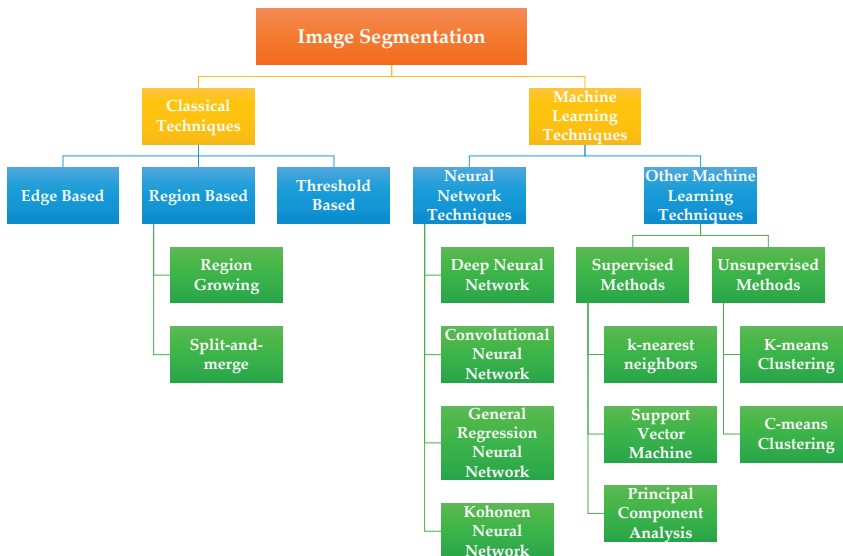 Image Segmentation
Classical
Techniques
Machine
Learning
Techniques
Edge Based
Region Based
Threshold
Based
Neural
Network
Techniques
Other Machine
Learning
Techniques
Region
Growing
Split-and-
merge
Deep Neural
Network
Convolutional
Neural
Network
General
Regression
Neural
Network
Kohonen
Neural
Network
Supervised
Methods
Unsupervised
Methods
k-nearest
neighbors
Support
Vector
Machine
Principal
Component
Analysis
K-means
Clustering
C-means
Clustering